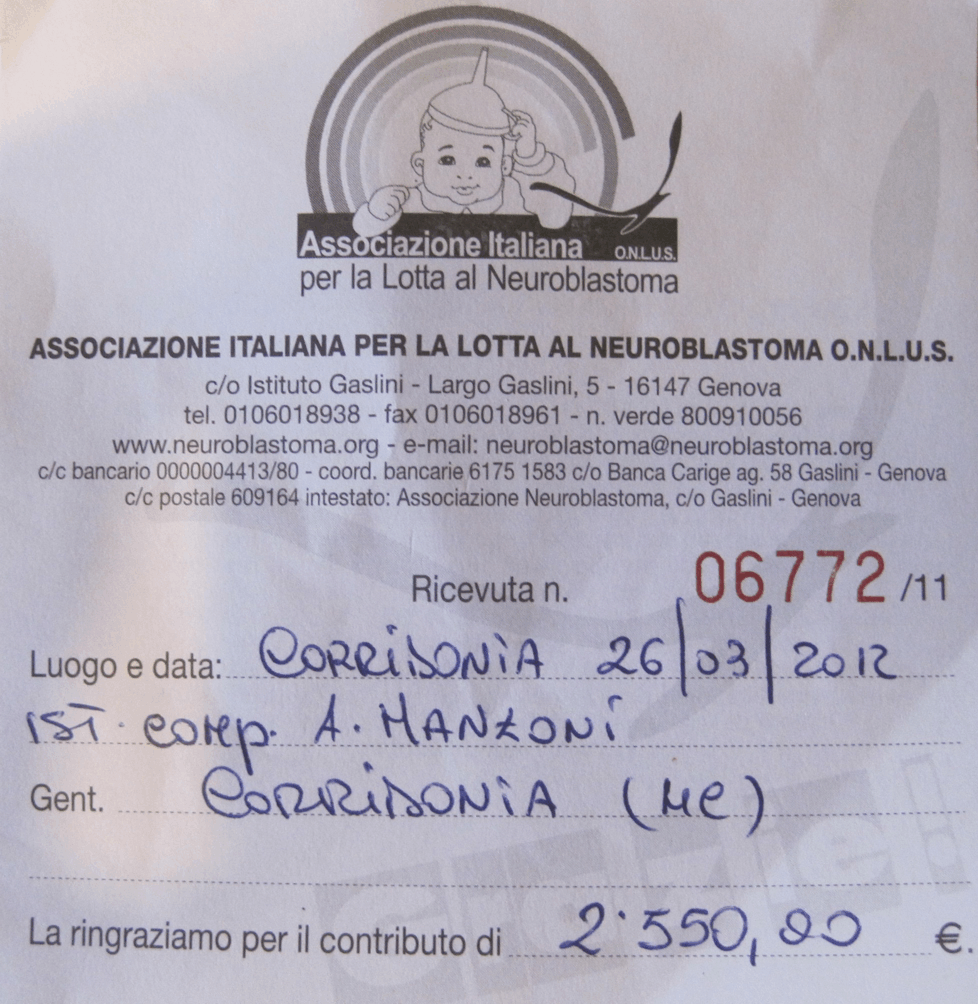 Associazione Italiana O.N.L.U.S.
per la Lotta al Neuroblastoma
ASSOCIAZIONE ITALIANA PER LA LOTTA AL NEUROBLASTOMA O.N.L.U.S.
c/o Istituto Gaslini - Largo Gaslini, 5 - 16147 Genova
tel. 0106018938 - fax 0106018961 - n. verde 800910056
www.neuroblastoma.org - e-mail: neuroblastoma@neuroblastoma.org
c/c bancario 0000004413/80 - coord. bancarie 6175 1583 c/o Banca Carige ag. 58 Gaslini - Genova
c/c postale 609164 intestato: Associazione Neuroblastoma, c/o Gaslini - Genova
Ricevuta n. 06772 /11
Luogo e data: CORRIDONIA 26/03/2012
IST. COMP. A. MANZONI
Gent. CORRIDONIA (MC)
Grazie!
La ringraziamo per il contributo di 2.550,00 €.